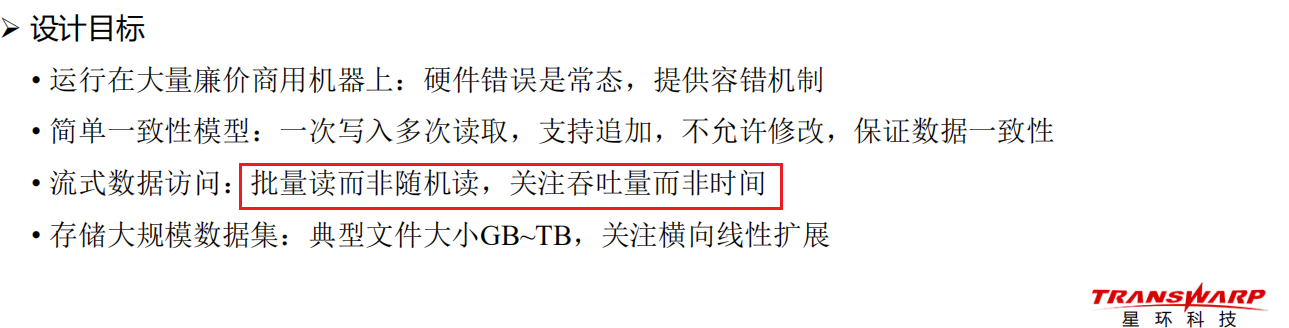 ➢ 设计目标
• 运行在大量廉价商用机器上：硬件错误是常态，提供容错机制
• 简单一致性模型：一次写入多次读取，支持追加，不允许修改，保证数据一致性
• 流式数据访问：批量读而非随机读，关注吞吐量而非时间
• 存储大规模数据集：典型文件大小GB~TB，关注横向线性扩展
TRANSWARP
星环科技